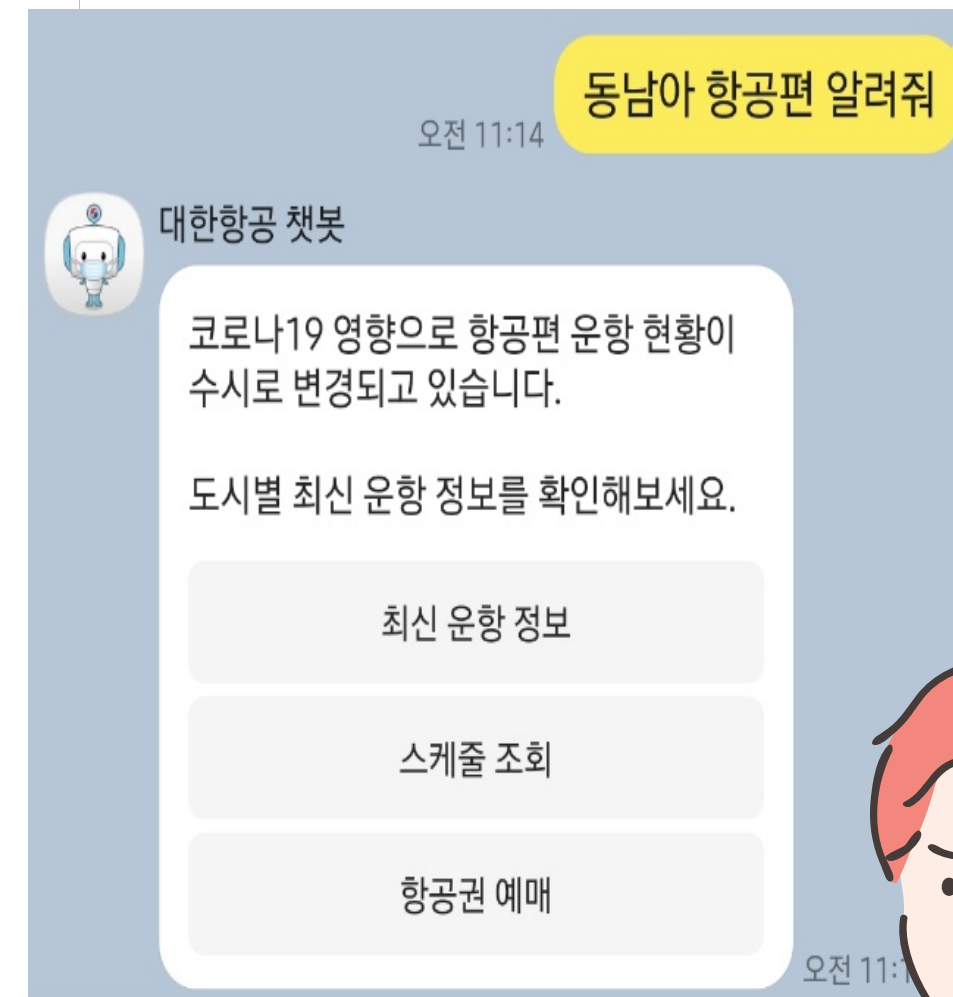 동남아 항공편 알려줘
오전 11:14
대한항공 챗봇
코로나19 영향으로 항공편 운항 현황이
수시로 변경되고 있습니다.
도시별 최신 운항 정보를 확인해보세요.
최신 운항 정보
스케줄 조회
항공권 예매
오전